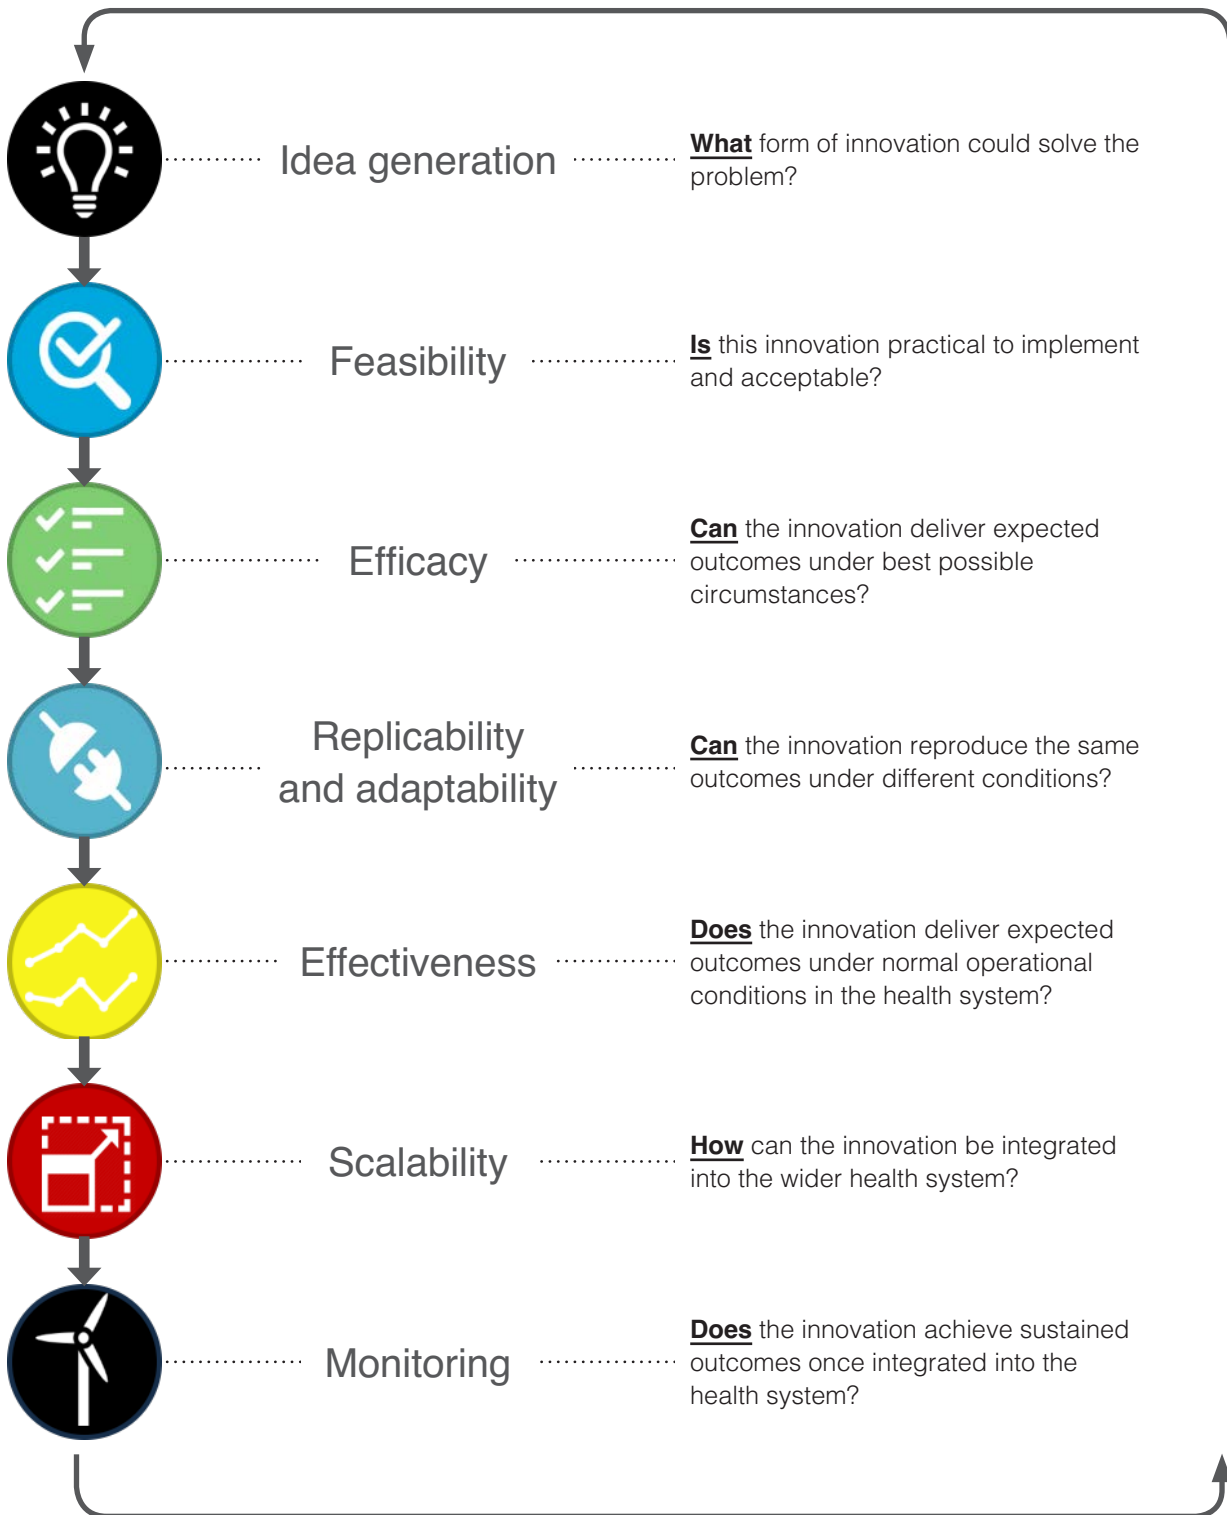 Idea generation
What form of innovation could solve the
problem?
Feasibility
Is this innovation practical to implement
and acceptable?
Efficacy
Can the innovation deliver expected
outcomes under best possible
circumstances?
Replicability
and adaptability
Can the innovation reproduce the same
outcomes under different conditions?
Effectiveness
Does the innovation deliver expected
outcomes under normal operational
conditions in the health system?
Scalability
How can the innovation be integrated
into the wider health system?
Monitoring
Does the innovation achieve sustained
outcomes once integrated into the
health system?